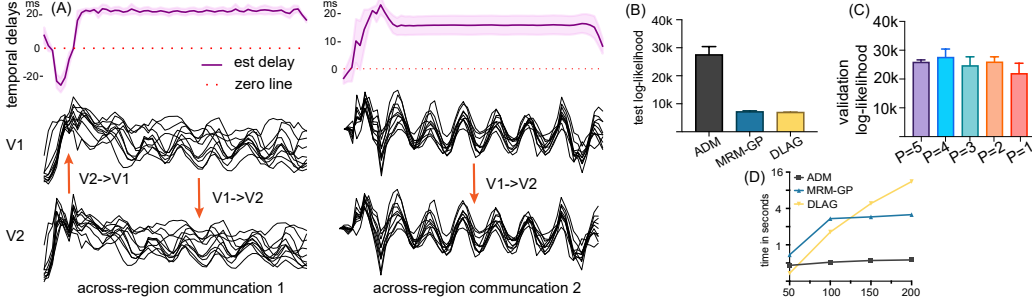 (A)
ms
20
0
-20
temporal delays
est delay
zero line
V1
V2->V1
V1->V2
V2
across-region communcation 1
ms
20
0
V1->V2
across-region communcation 2
(B)
test log-likelihood
40k
30k
20k
10k
ADM
MRM-GP
DLAG
(C)
validation
log-likelihood
40k
30k
20k
10k
0
P=5
P=4
P=3
P=2
P=1
(D)
time in seconds
16
4
1
ADM
MRM-GP
DLAG
50
100
150
200